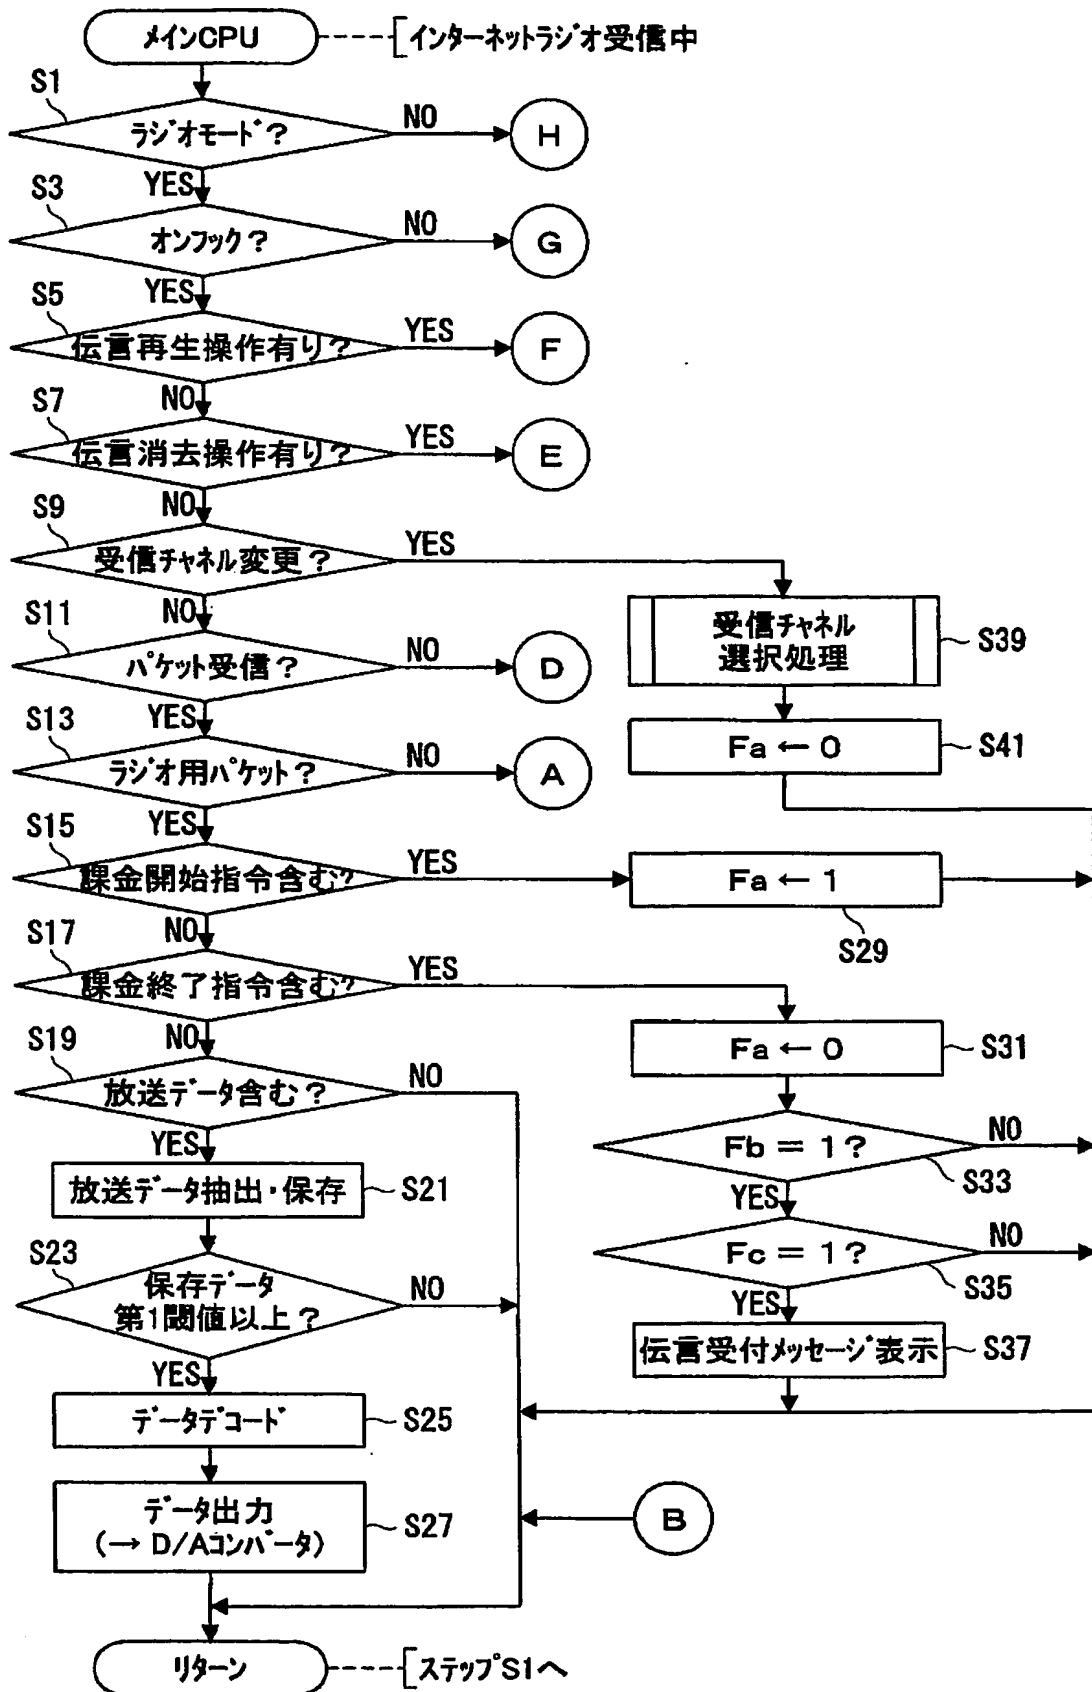 メインCPU
インターネットラジオ受信中
S1
ラジオモード?
NO
H
YES
S3
オンフック?
NO
G
YES
S5
伝言再生操作有り?
YES
F
NO
S7
伝言消去操作有り?
YES
E
NO
S9
受信チャネル変更?
YES
NO
受信チャネル
選択処理
S39
S11
パケット受信?
NO
D
YES
Fa ← 0
S41
S13
ラジオ用パケット?
NO
A
YES
S15
課金開始指令含む?
YES
Fa ← 1
S29
NO
S17
課金終了指令含む?
YES
NO
Fa ← 0
S31
S19
放送データ含む?
NO
YES
Fb = 1?
NO
S33
YES
放送データ抽出・保存
S21
Fc = 1?
NO
S35
YES
S23
保存データ
第1閾値以上?
NO
YES
伝言受付メッセージ表示
S37
データデコード
S25
データ出力
(→ D/Aコンバータ)
S27
B
リターン
ステップS1へ